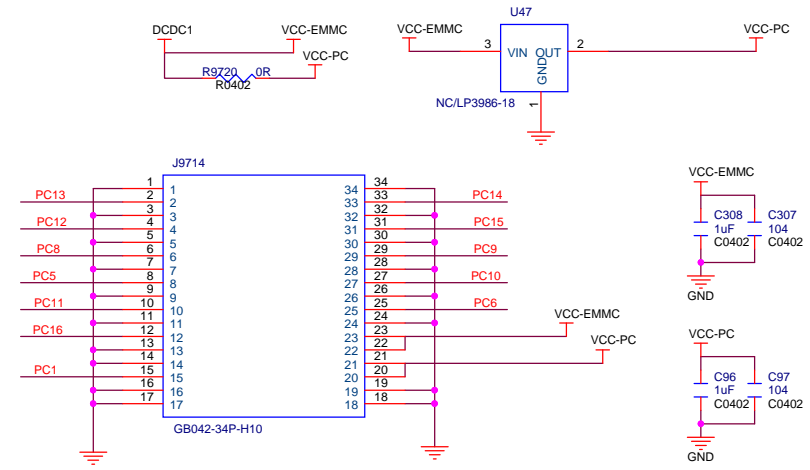 DCDC1
VCC-EMMC
VCC-PC
R9720 0R
R0402
U47
VCC-EMMC
VCC-PC
3 VIN OUT 2
GND
1
NC/LP3986-18
J9714
1 1 34 34
PC13 2 2 33 33 PC14
3 3 32 32
PC12 4 4 31 31 PC15
5 5 30 30
PC8 6 6 29 29 PC9
7 7 28 28
PC5 8 8 27 27 PC10
9 9 26 26
PC11 10 10 25 25 PC6
11 11 24 24
PC16 12 12 23 23
13 13 22 22
14 14 21 21
PC1 15 15 20 20
16 16 19 19
17 17 18 18
GB042-34P-H10
VCC-EMMC
VCC-PC
VCC-EMMC
C308 C307
1uF 104
C0402 C0402
GND
VCC-PC
C96 C97
1uF 104
C0402 C0402
GND